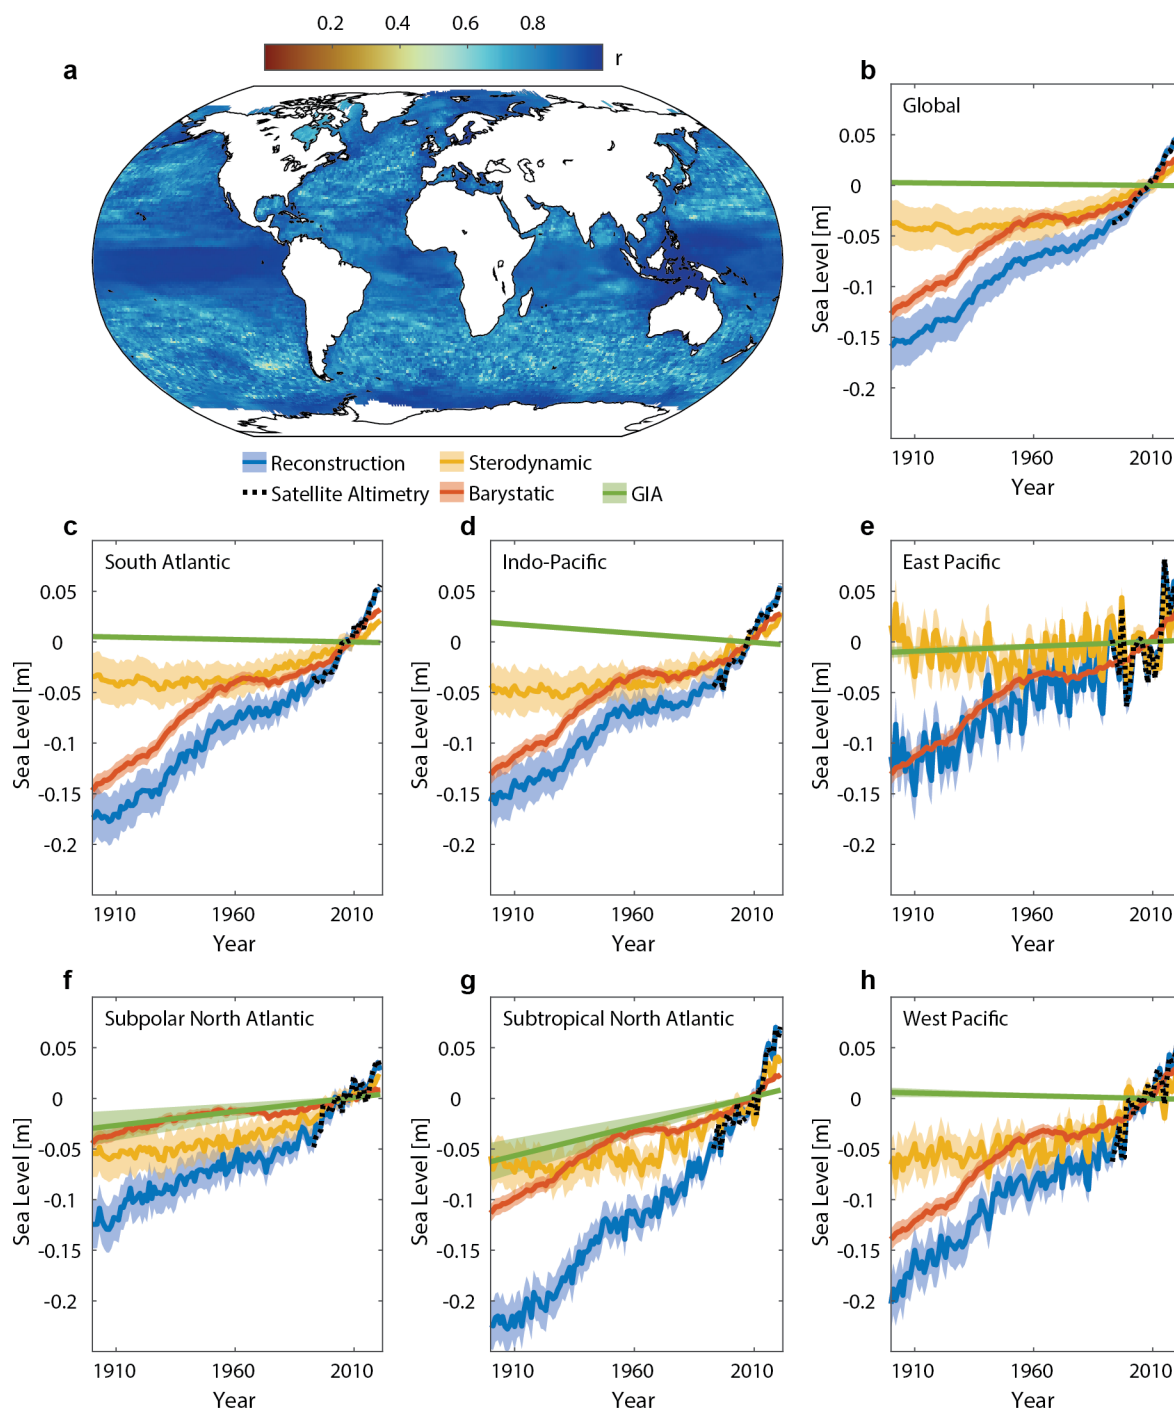 0.2 0.4 0.6 0.8
r
a
b
Global
0.05
0
-0.05
-0.1
-0.15
-0.2
Sea Level [m]
1910 1960 2010
Year
Reconstruction
Sterodynamic
Satellite Altimetry
Barystatic
GIA
c
South Atlantic
0.05
0
-0.05
-0.1
-0.15
-0.2
Sea Level [m]
1910 1960 2010
Year
d
Indo-Pacific
0.05
0
-0.05
-0.1
-0.15
-0.2
Sea Level [m]
1910 1960 2010
Year
e
East Pacific
0.05
0
-0.05
-0.1
-0.15
-0.2
Sea Level [m]
1910 1960 2010
Year
f
Subpolar North Atlantic
0.05
0
-0.05
-0.1
-0.15
-0.2
Sea Level [m]
1910 1960 2010
Year
g
Subtropical North Atlantic
0.05
0
-0.05
-0.1
-0.15
-0.2
Sea Level [m]
1910 1960 2010
Year
h
West Pacific
0.05
0
-0.05
-0.1
-0.15
-0.2
Sea Level [m]
1910 1960 2010
Year